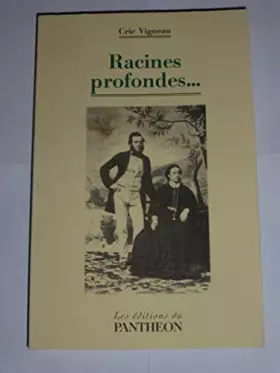 Cric Vigneau
Racines
profondes...
Les éditions du
PANTHEON